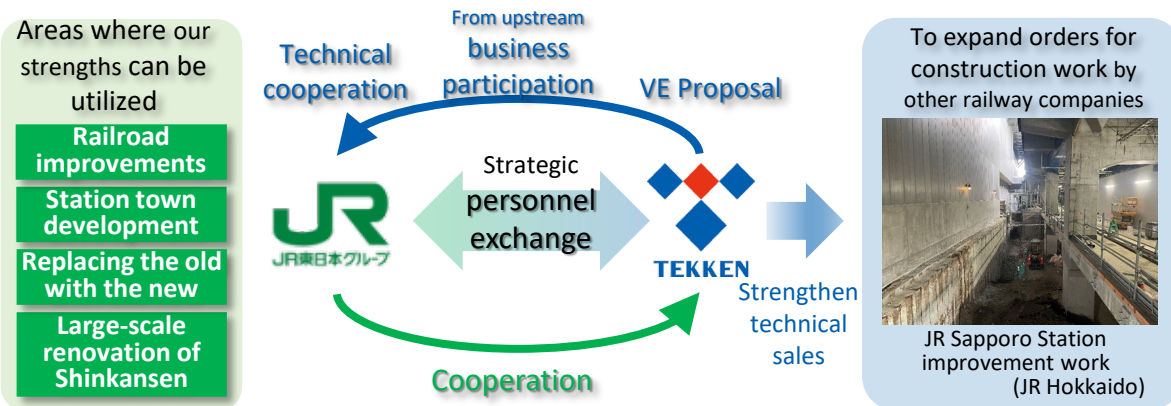 Areas where our
strengths can be
utilized
Railroad
improvements
Station town
development
Replacing the old
with the new
Large-scale
renovation of
Shinkansen
Technical
cooperation
From upstream
business
participation
VE Proposal
JR
JR東日本グループ
Strategic
personnel
exchange
TEKKEN
Cooperation
Strengthen
technical
sales
To expand orders for
construction work by
other railway companies
JR Sapporo Station
improvement work
(JR Hokkaido)